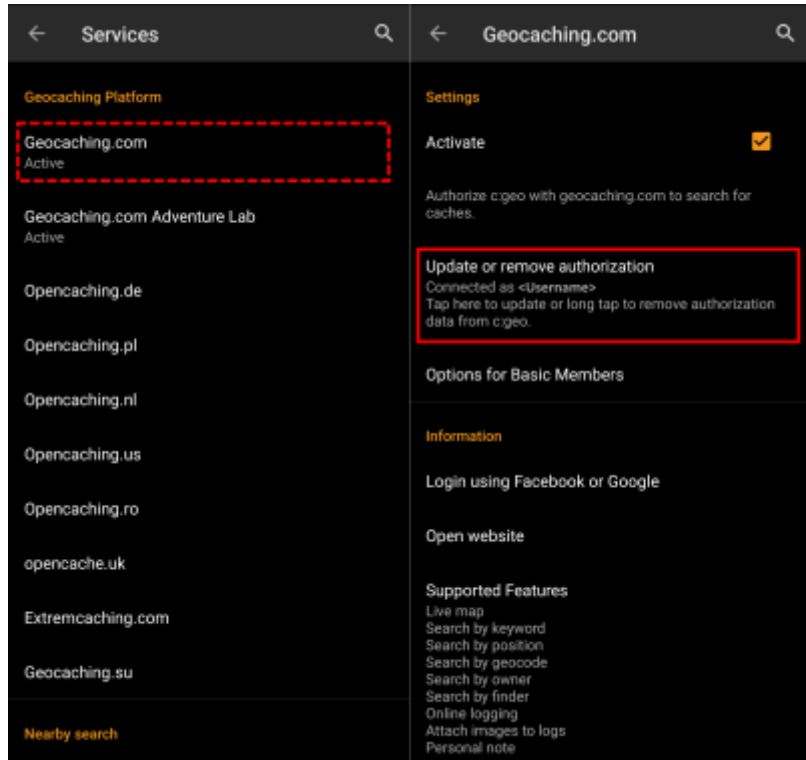 Services
Geocaching Platform
Geocaching.com
Active
Geocaching.com Adventure Lab
Active
Opencaching.de
Opencaching.pl
Opencaching.nl
Opencaching.us
Opencaching.ro
opencache.uk
Extremcaching.com
Geocaching.su
Nearby search
Geocaching.com
Settings
Activate
Authorize c:geo with geocaching.com to search for
caches.
Update or remove authorization
Connected as <Username>
Tap here to update or long tap to remove authorization
data from c:geo.
Options for Basic Members
Information
Login using Facebook or Google
Open website
Supported Features
Live map
Search by keyword
Search by position
Search by geocode
Search by owner
Search by finder
Online logging
Attach images to logs
Personal note